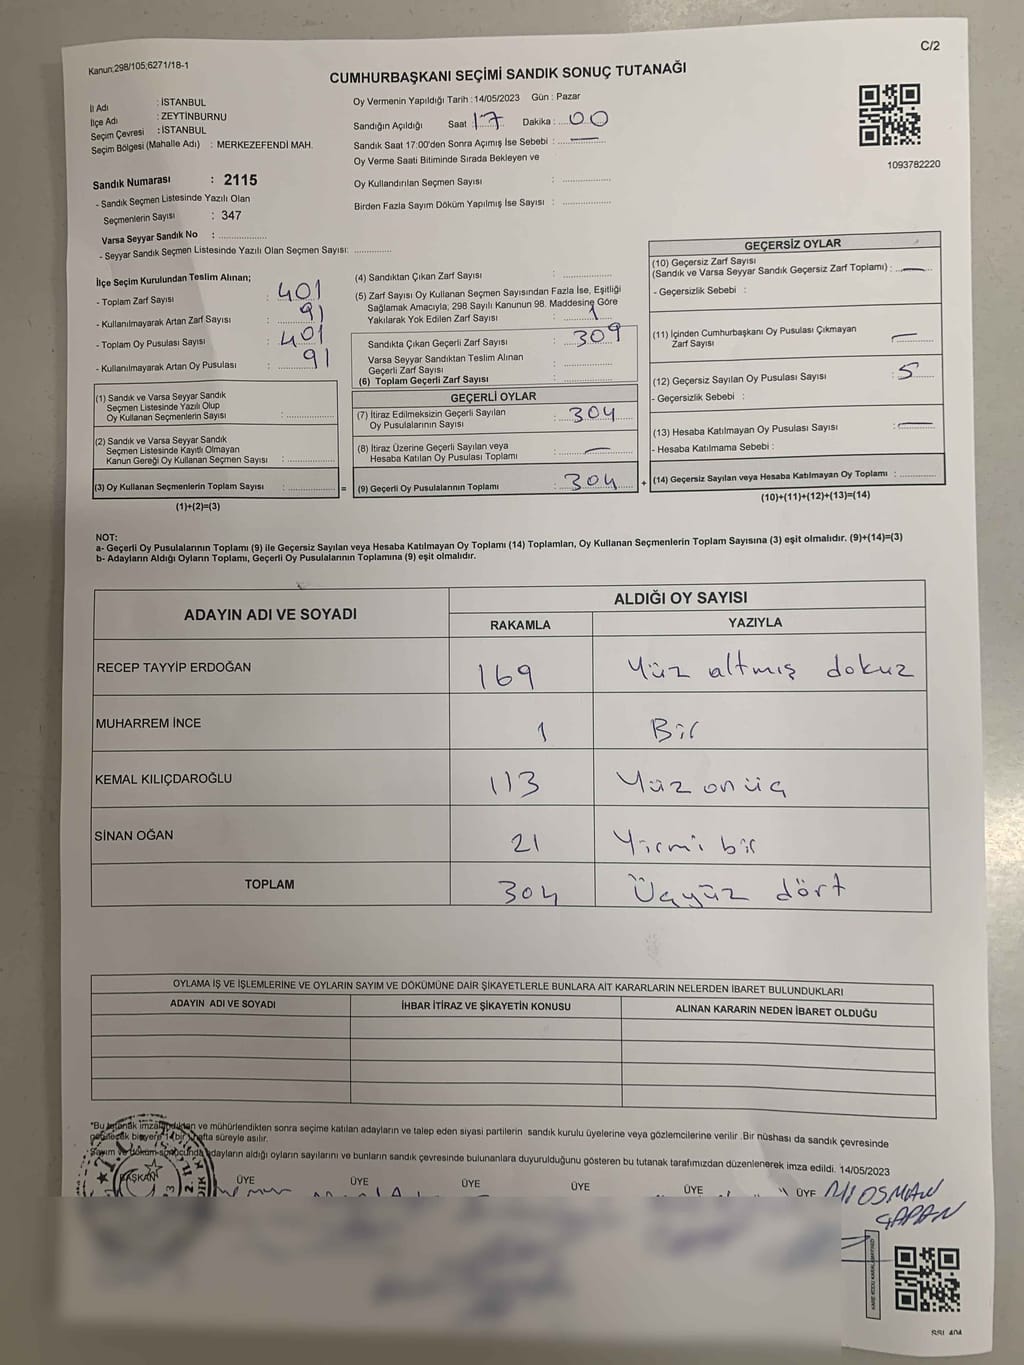 C/2
Kanun;298/105;6271/18-1
CUMHURBAŞKANI SEÇİMİ SANDIK SONUÇ TUTANAĞI
İl Adı : İSTANBUL
İlçe Adı : ZEYTİNBURNU
Seçim Çevresi : İSTANBUL
Seçim Bölgesi (Mahalle Adı) : MERKEZEFENDİ MAH.
Oy Vermenin Yapıldığı Tarih : 14/05/2023 Gün : Pazar
Sandığın Açıldığı Saat : 17 Dakika : 00
Sandık Saat 17:00'den Sonra Açımış İse Sebebi : —
Oy Verme Saati Bitiminde Sırada Bekleyen ve
Oy Kullandırılan Seçmen Sayısı :
Birden Fazla Sayım Döküm Yapılmış İse Sayısı :
1093782220
Sandık Numarası : 2115
- Sandık Seçmen Listesinde Yazılı Olan
Seçmenlerin Sayısı : 347
Varsa Seyyar Sandık No :
- Seyyar Sandık Seçmen Listesinde Yazılı Olan Seçmen Sayısı:
İlçe Seçim Kurulundan Teslim Alınan;
- Toplam Zarf Sayısı : 401
- Kullanılmayarak Artan Zarf Sayısı : 91
- Toplam Oy Pusulası Sayısı : 401
- Kullanılmayarak Artan Oy Pusulası : 91
(1) Sandık ve Varsa Seyyar Sandık
Seçmen Listesinde Yazılı Olup
Oy Kullanan Seçmenlerin Sayısı :
(2) Sandık ve Varsa Seyyar Sandık
Seçmen Listesinde Kayıtlı Olmayan
Kanun Gereği Oy Kullanan Seçmen Sayısı :
(3) Oy Kullanan Seçmenlerin Toplam Sayısı :
(1)+(2)=(3)
=
(4) Sandıktan Çıkan Zarf Sayısı :
(5) Zarf Sayısı Oy Kullanan Seçmen Sayısından Fazla İse, Eşitliği
Sağlamak Amacıyla; 298 Sayılı Kanunun 98. Maddesine Göre
Yakılarak Yok Edilen Zarf Sayısı : 1
Sandıkta Çıkan Geçerli Zarf Sayısı : 309
Varsa Seyyar Sandıktan Teslim Alınan
Geçerli Zarf Sayısı :
(6) Toplam Geçerli Zarf Sayısı :
GEÇERLİ OYLAR
(7) İtiraz Edilmeksizin Geçerli Sayılan
Oy Pusulalarının Sayısı : 304
(8) İtiraz Üzerine Geçerli Sayılan veya
Hesaba Katılan Oy Pusulası Toplamı : —
(9) Geçerli Oy Pusulalarının Toplamı : 304
+
GEÇERSİZ OYLAR
(10) Geçersiz Zarf Sayısı
(Sandık ve Varsa Seyyar Sandık Geçersiz Zarf Toplamı) : —
- Geçersizlik Sebebi :
(11) İçinden Cumhurbaşkanı Oy Pusulası Çıkmayan
Zarf Sayısı : —
(12) Geçersiz Sayılan Oy Pusulası Sayısı : 5
- Geçersizlik Sebebi :
(13) Hesaba Katılmayan Oy Pusulası Sayısı : —
- Hesaba Katılmama Sebebi :
(14) Geçersiz Sayılan veya Hesaba Katılmayan Oy Toplamı :
(10)+(11)+(12)+(13)=(14)
NOT:
a- Geçerli Oy Pusulalarının Toplamı (9) ile Geçersiz Sayılan veya Hesaba Katılmayan Oy Toplamı (14) Toplamları, Oy Kullanan Seçmenlerin Toplam Sayısına (3) eşit olmalıdır. (9)+(14)=(3)
b- Adayların Aldığı Oyların Toplamı, Geçerli Oy Pusulalarının Toplamına (9) eşit olmalıdır.
ADAYIN ADI VE SOYADI
ALDIĞI OY SAYISI
RAKAMLA YAZIYLA
RECEP TAYYİP ERDOĞAN 169 Yüz altmış dokuz
MUHARREM İNCE 1 Bir
KEMAL KILIÇDAROĞLU 113 Yüz onüç
SİNAN OĞAN 21 Yirmi bir
TOPLAM 304 Üçyüz dört
OYLAMA İŞ VE İŞLEMLERİNE VE OYLARIN SAYIM VE DÖKÜMÜNE DAİR ŞİKAYETLERLE BUNLARA AİT KARARLARIN NELERDEN İBARET BULUNDUKLARI
ADAYIN ADI VE SOYADI İHBAR İTİRAZ VE ŞİKAYETİN KONUSU ALINAN KARARIN NEDEN İBARET OLDUĞU
*Bu tutanak imzalandıktan ve mühürlendikten sonra seçime katılan adayların ve talep eden siyasi partilerin sandık kurulu üyelerine veya gözlemcilerine verilir .Bir nüshası da sandık çevresinde
bir hafta süreyle asılır.
Sayım ve döküm sonucunda adayların aldığı oyların sayılarını ve bunların sandık çevresinde bulunanlara duyurulduğunu gösteren bu tutanak tarafımızdan düzenlenerek imza edildi. 14/05/2023
BAŞKAN ÜYE ÜYE ÜYE ÜYE ÜYE ÜYE
OSMAN